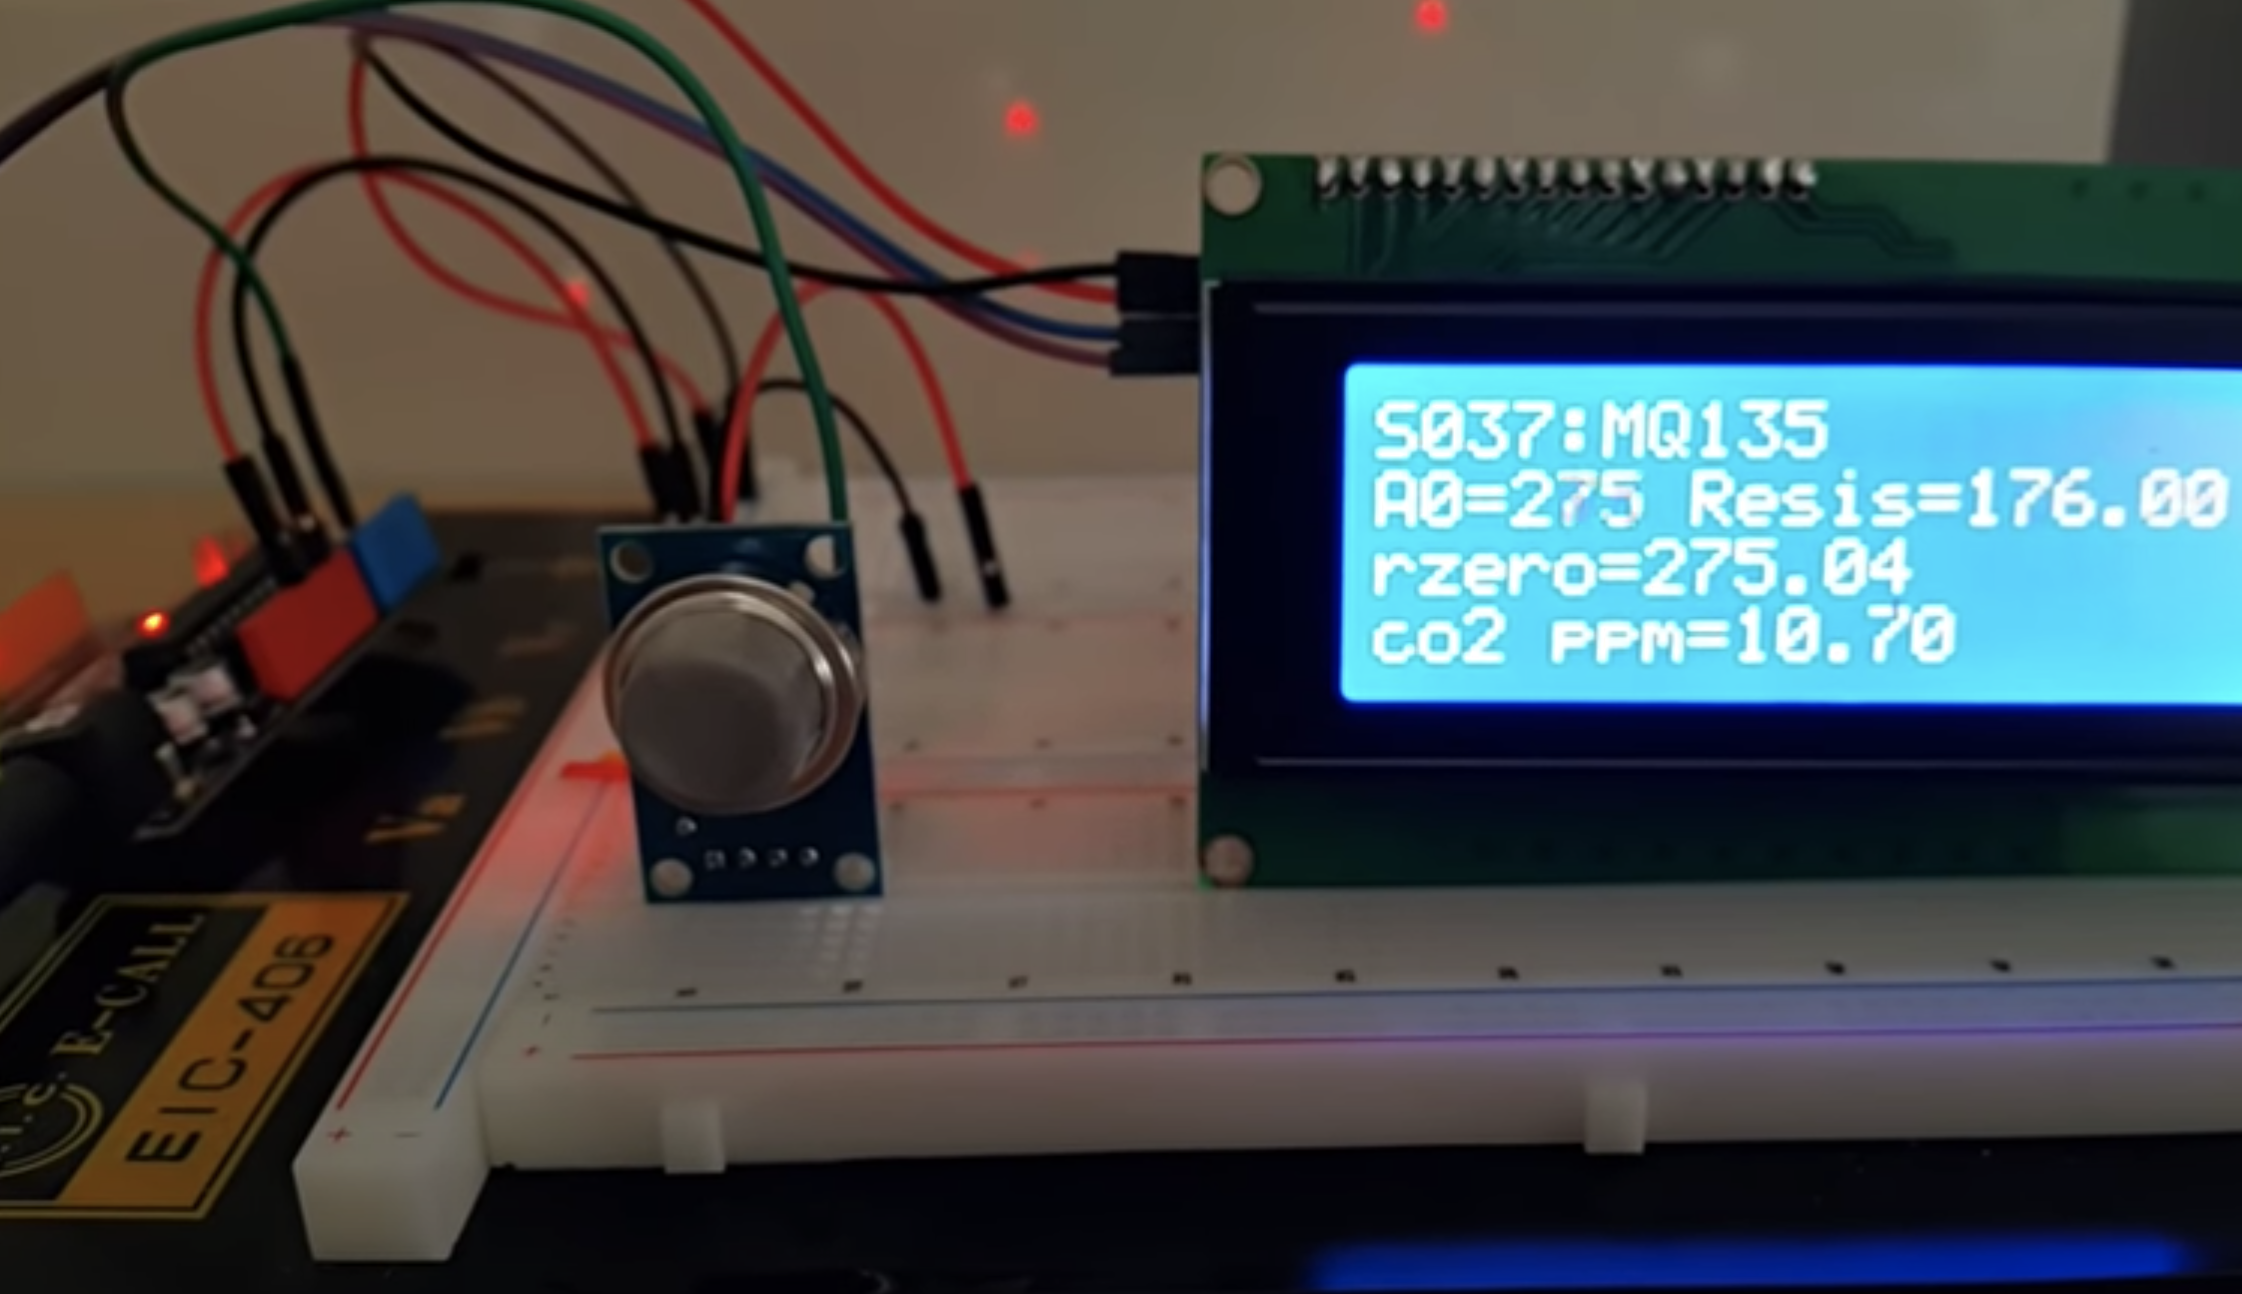 S037:MQ135
A0=275 Resis=176.00
rzero=275.04
co2 ppm=10.70
E-CALL
EIC-406
+ −